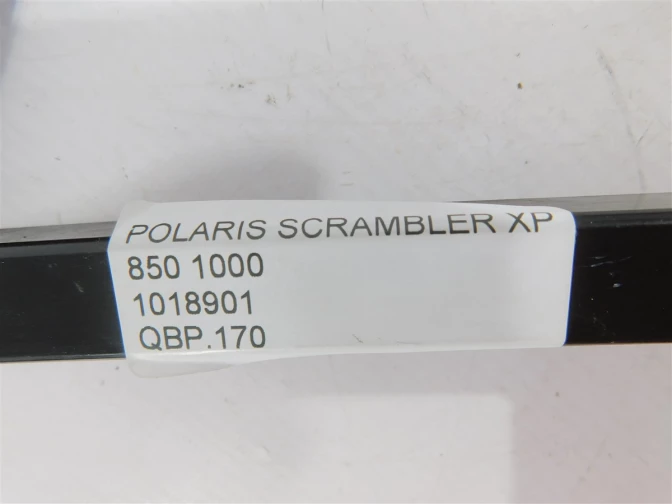 POLARIS SCRAMBLER XP
850 1000
1018901
QBP.170